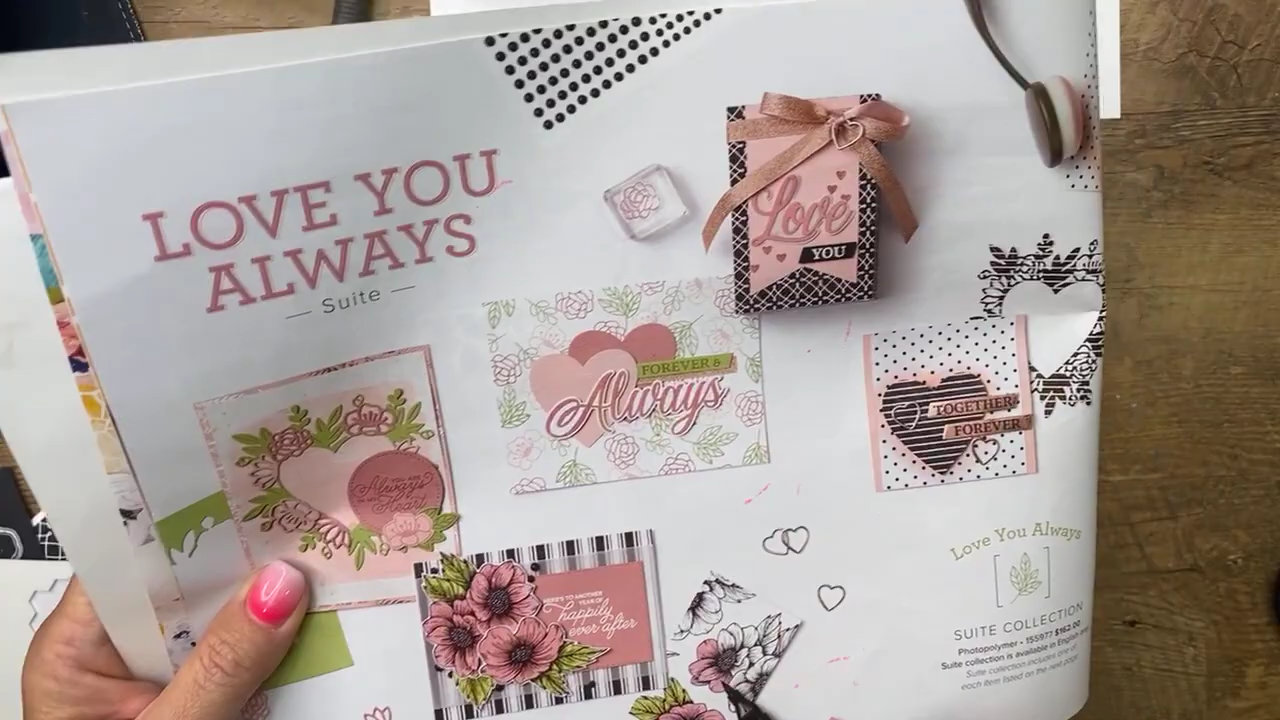 LOVE YOU
ALWAYS
— Suite —
Love
YOU
FOREVER &
Always
TOGETHER
FOREVER
Always
Heart
HERE'S TO ANOTHER
YEAR OF
happily
ever after
Love You Always
SUITE COLLECTION
Photopolymer • 155977 $162.00
Suite collection is available in English and
Suite collection includes one of
each item listed on the next page.